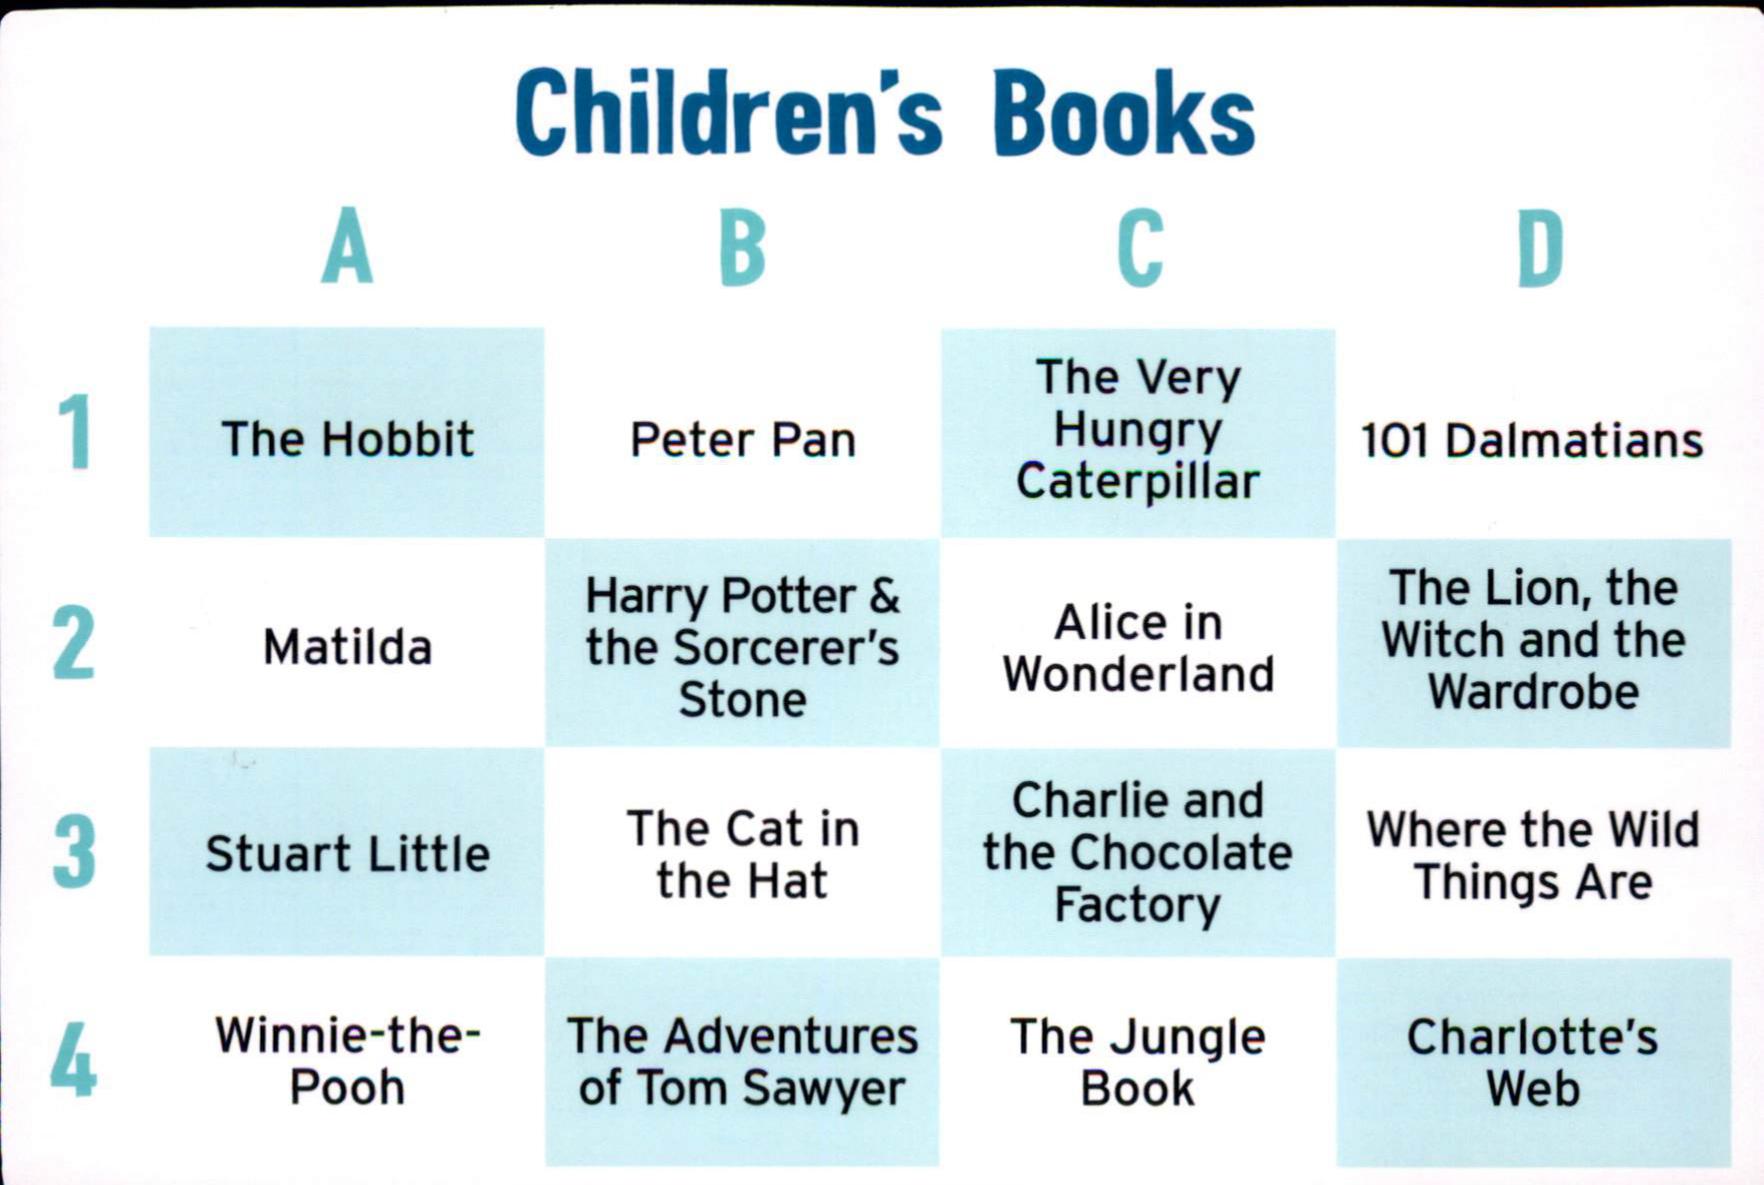 Children's Books
A B C D
1
The Hobbit
Peter Pan
The Very
Hungry
Caterpillar
101 Dalmatians
2
Matilda
Harry Potter &
the Sorcerer's
Stone
Alice in
Wonderland
The Lion, the
Witch and the
Wardrobe
3
Stuart Little
The Cat in
the Hat
Charlie and
the Chocolate
Factory
Where the Wild
Things Are
4
Winnie-the-
Pooh
The Adventures
of Tom Sawyer
The Jungle
Book
Charlotte's
Web